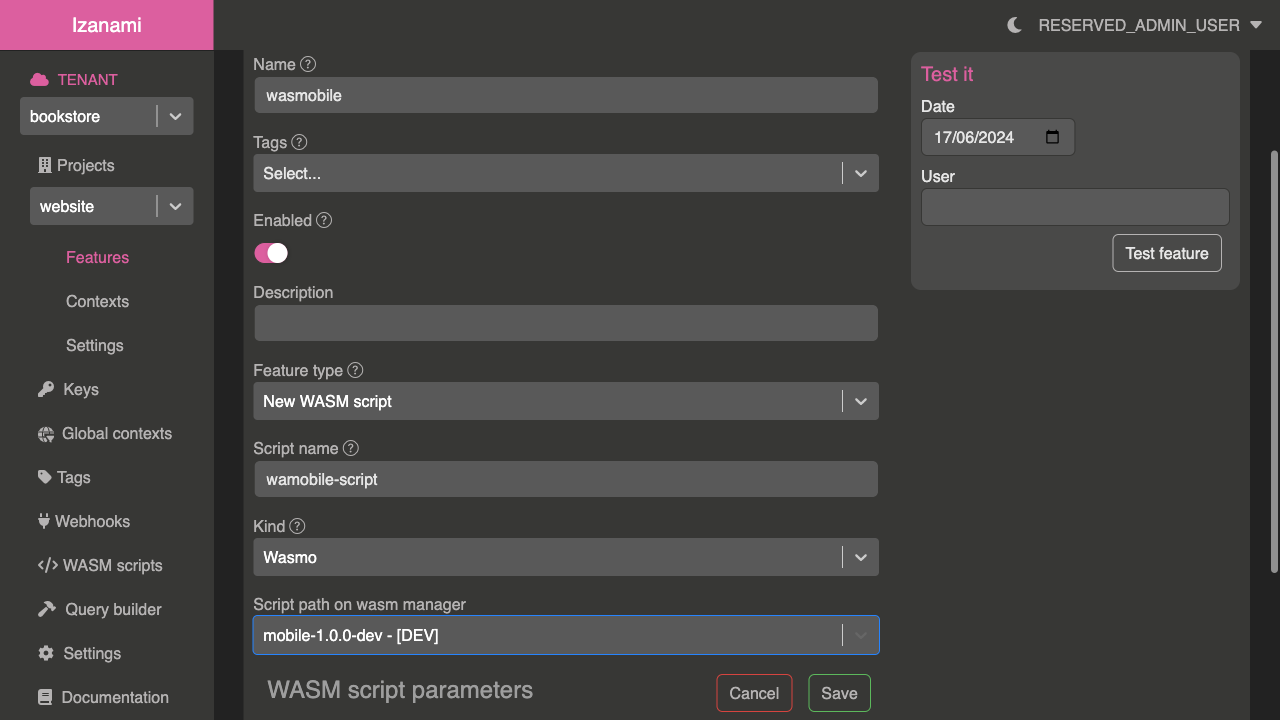 Izanami
RESERVED_ADMIN_USER
TENANT
bookstore
Projects
website
Features
Contexts
Settings
Keys
Global contexts
Tags
Webhooks
</> WASM scripts
Query builder
Settings
Documentation
Name ?
wasmobile
Tags ?
Select...
Enabled ?
Description
Feature type ?
New WASM script
Script name ?
wamobile-script
Kind ?
Wasmo
Script path on wasm manager
mobile-1.0.0-dev - [DEV]
WASM script parameters
Cancel
Save
Test it
Date
17/06/2024
User
Test feature